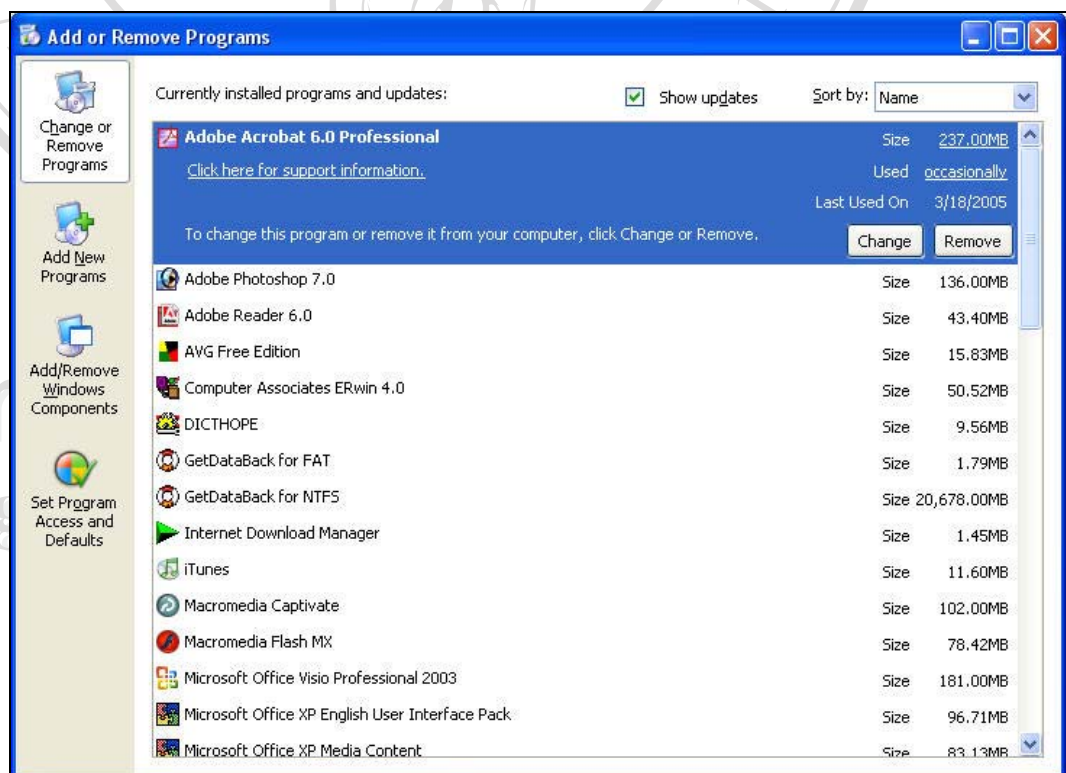 Add or Remove Programs
Change or
Remove
Programs
Add New
Programs
Add/Remove
Windows
Components
Set Program
Access and
Defaults
Currently installed programs and updates:
Show updates
Sort by: Name
Adobe Acrobat 6.0 Professional Size 237.00MB
Click here for support information. Used occasionally
Last Used On 3/18/2005
To change this program or remove it from your computer, click Change or Remove. Change Remove
Adobe Photoshop 7.0 Size 136.00MB
Adobe Reader 6.0 Size 43.40MB
AVG Free Edition Size 15.83MB
Computer Associates ERwin 4.0 Size 50.52MB
DICTHOPE Size 9.56MB
GetDataBack for FAT Size 1.79MB
GetDataBack for NTFS Size 20,678.00MB
Internet Download Manager Size 1.45MB
iTunes Size 11.60MB
Macromedia Captivate Size 102.00MB
Macromedia Flash MX Size 78.42MB
Microsoft Office Visio Professional 2003 Size 181.00MB
Microsoft Office XP English User Interface Pack Size 96.71MB
Microsoft Office XP Media Content Size 83.13MB